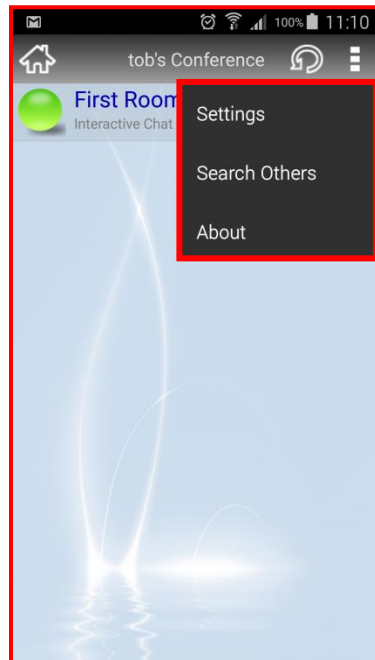 100% 11:10
tob's Conference
First Room
Interactive Chat
Settings
Search Others
About